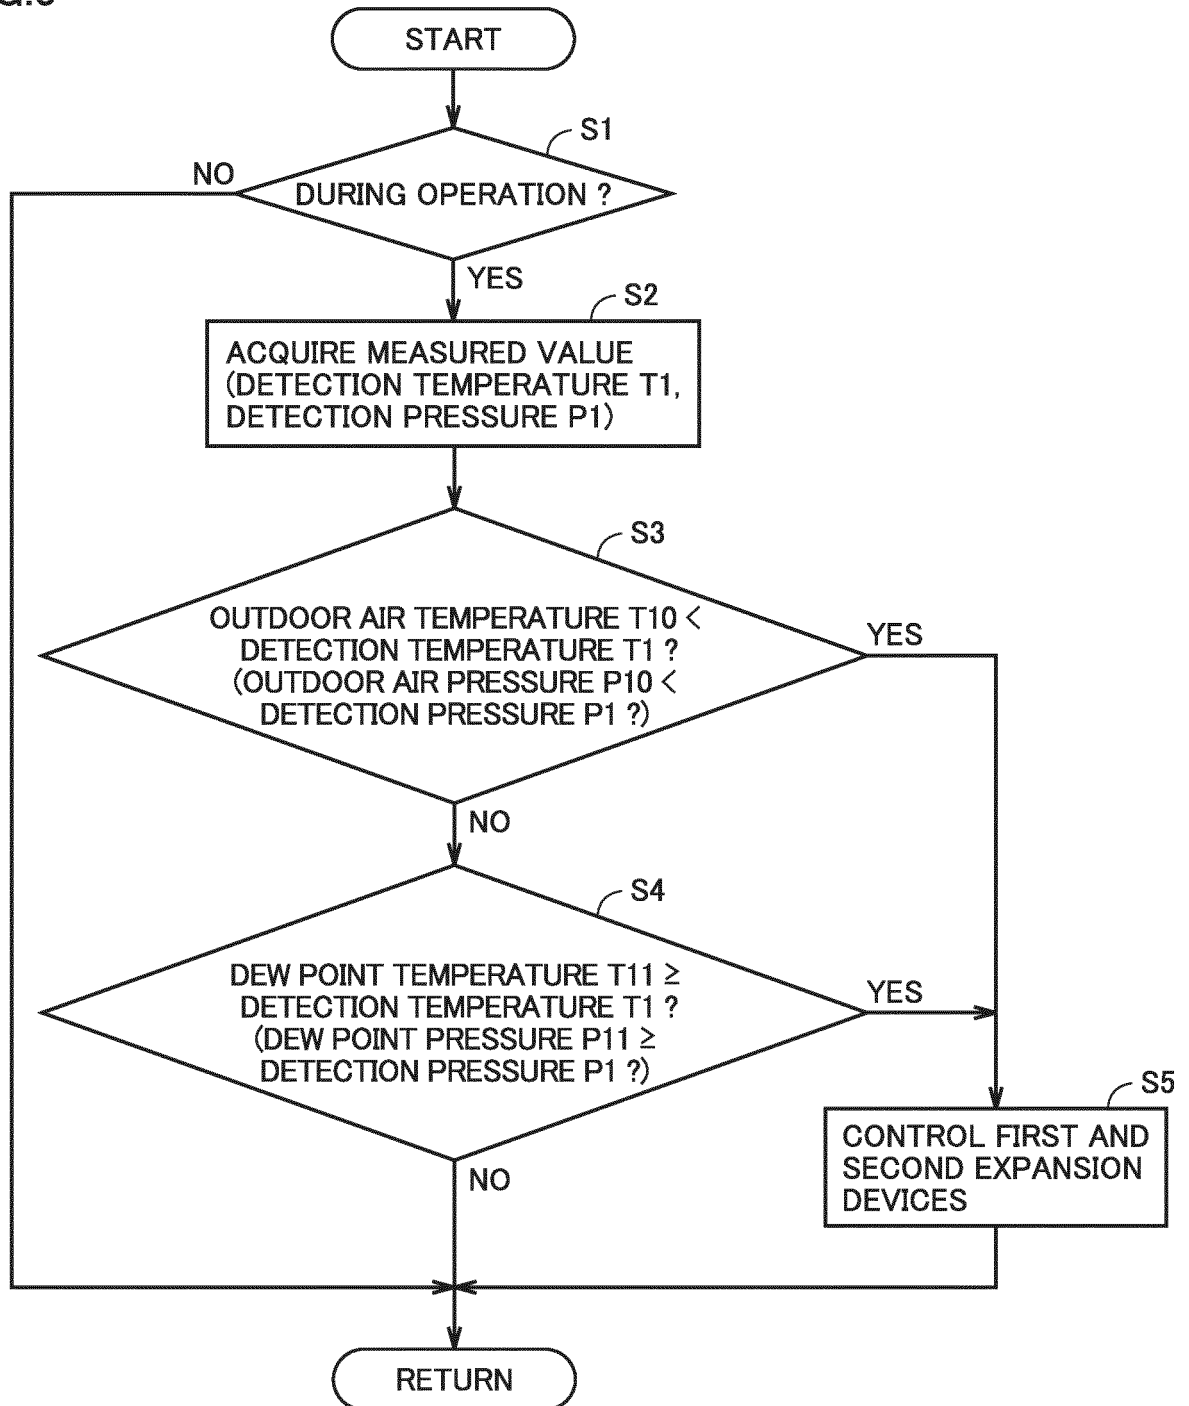 START
S1
NO
DURING OPERATION ?
YES
S2
ACQUIRE MEASURED VALUE
(DETECTION TEMPERATURE T1,
DETECTION PRESSURE P1)
S3
OUTDOOR AIR TEMPERATURE T10 <
DETECTION TEMPERATURE T1 ?
(OUTDOOR AIR PRESSURE P10 <
DETECTION PRESSURE P1 ?)
YES
NO
S4
DEW POINT TEMPERATURE T11 ≥
DETECTION TEMPERATURE T1 ?
(DEW POINT PRESSURE P11 ≥
DETECTION PRESSURE P1 ?)
YES
S5
CONTROL FIRST AND
SECOND EXPANSION
DEVICES
NO
RETURN